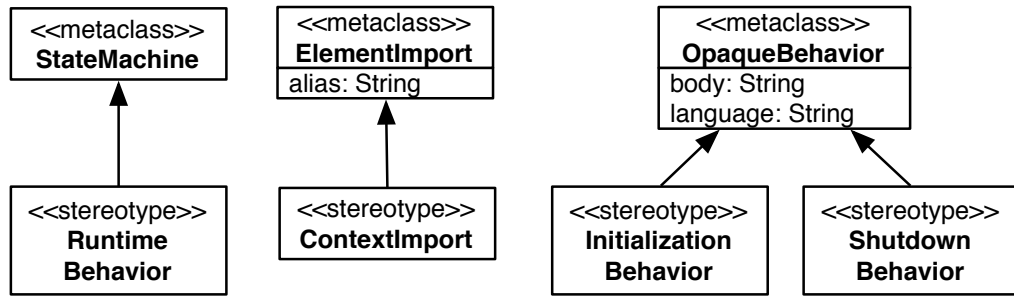 <<metaclass>>
StateMachine
<<metaclass>>
ElementImport
alias: String
<<metaclass>>
OpaqueBehavior
body: String
language: String
<<stereotype>>
Runtime
Behavior
<<stereotype>>
ContextImport
<<stereotype>>
Initialization
Behavior
<<stereotype>>
Shutdown
Behavior